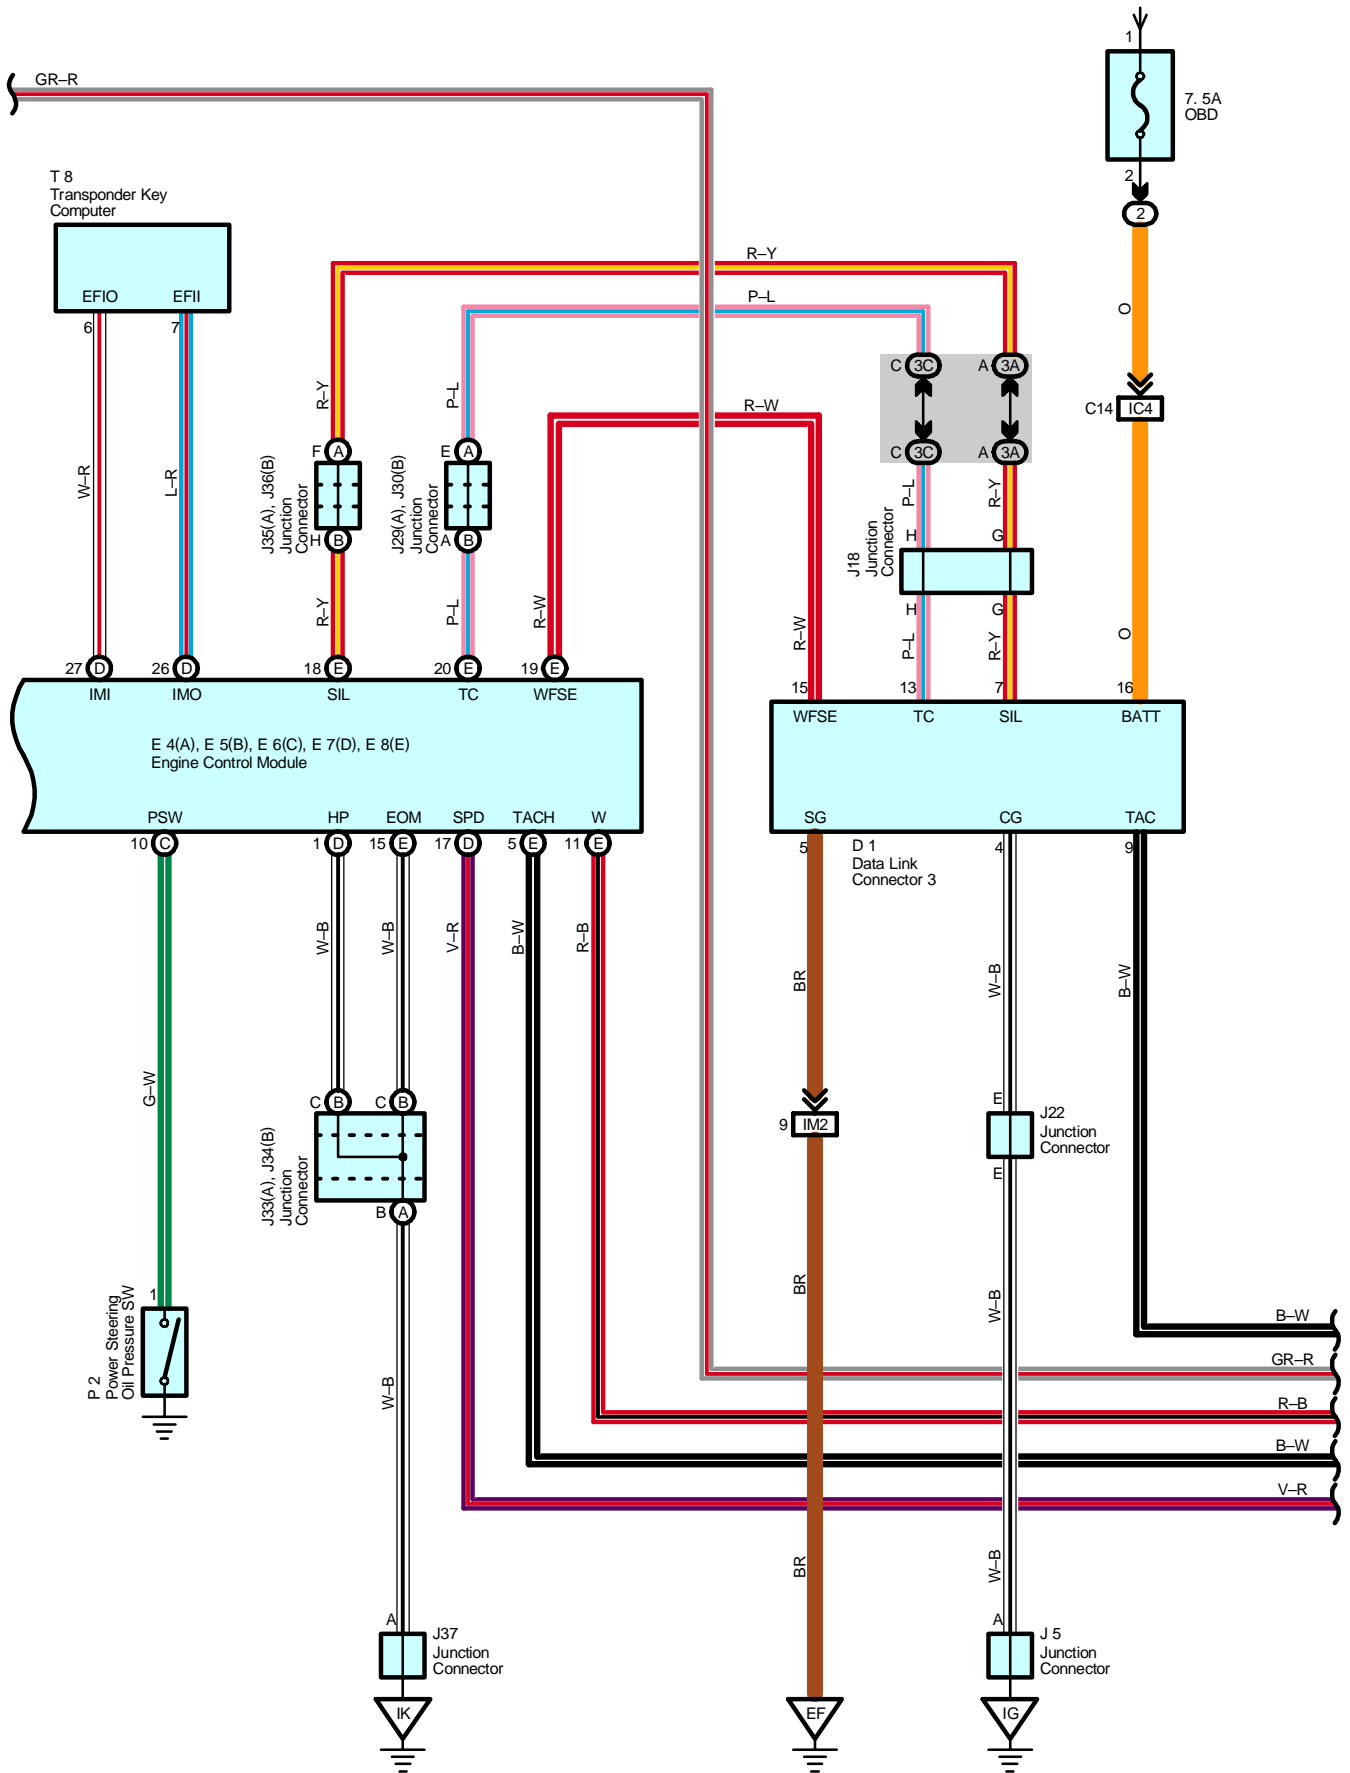 1
GR–R
7. 5A
OBD
T 8
Transponder Key
Computer
2
2
R–Y
EFIO
EFII
P–L
6
7
O
C
3C
A
3A
R–Y
P–L
R–W
C14
IC4
F
A
E
A
C
3C
A
3A
W–R
L–R
J35(A), J36(B)
Junction
Connector
J29(A), J30(B)
Junction
Connector
P–L
R–Y
H
B
A
B
J18
Junction
Connector
H
G
R–Y
P–L
R–W
H
G
R–W
P–L
R–Y
O
27
D
26
D
18
E
20
E
19
E
15
13
7
16
IMI
IMO
SIL
TC
WFSE
WFSE
TC
SIL
BATT
E 4(A), E 5(B), E 6(C), E 7(D), E 8(E)
Engine Control Module
PSW
HP
EOM
SPD
TACH
W
SG
CG
TAC
10
C
1
D
15
E
17
D
5
E
11
E
5
D 1
Data Link
Connector 3
4
9
W–B
W–B
V–R
B–W
R–B
BR
W–B
B–W
G–W
C
B
C
B
E
9
IM2
J22
Junction
Connector
J33(A), J34(B)
Junction
Connector
E
B
A
1
BR
W–B
B–W
P 2
Power Steering
Oil Pressure SW
GR–R
W–B
R–B
B–W
V–R
BR
W–B
A
J37
Junction
Connector
A
J 5
Junction
Connector
IK
EF
IG